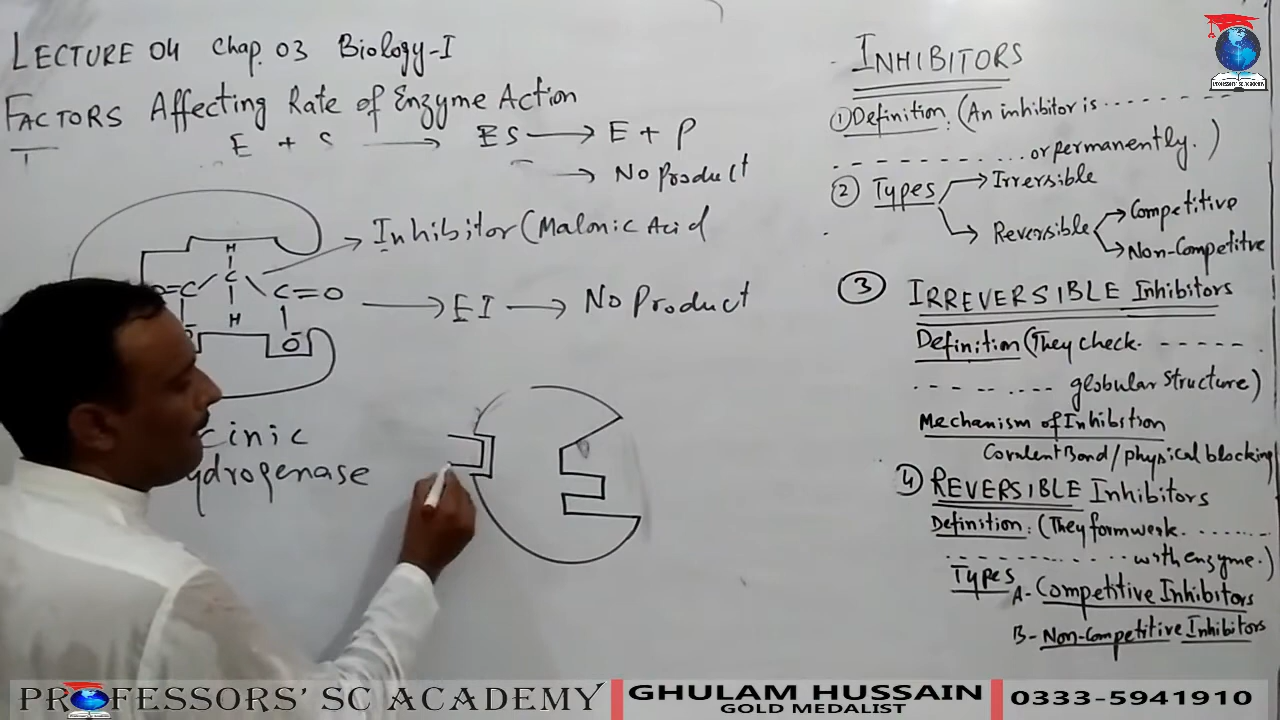 LECTURE 04 Chap. 03 Biology-I
FACTORS Affecting Rate of Enzyme Action
E + S → ES → E + P
→ No Product
Inhibitor (Malonic Acid
H
C
H
=C
C=O
O
→ EI → No Product
cinic
ydrogenase
INHIBITORS
① Definition: (An inhibitor is .......
........... or permanently.)
② Types → Irrersible
→ Reversible → Competitive
→ Non-Competitve
③ IRREVERSIBLE Inhibitors
Definition (They check. ------.
-------.... globular structure)
Mechanism of Inhibition
Covalent Bond / physical blocking
④ REVERSIBLE Inhibitors
Definition: (They form weak.......
............. with enzyme.)
Types A- Competitive Inhibitors
B- Non-Competitive Inhibitors
PROFESSORS' SC ACADEMY
GHULAM HUSSAIN
GOLD MEDALIST
0333-5941910